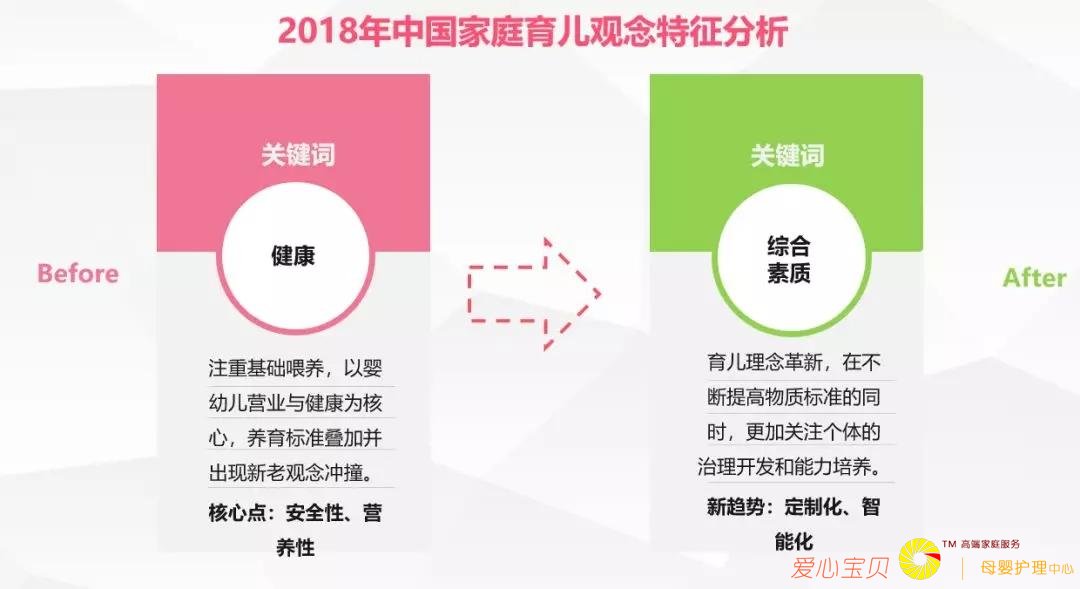 2018年中国家庭育儿观念特征分析
关键词
健康
Before
注重基础喂养，以婴
幼儿营业与健康为核
心，养育标准叠加并
出现新老观念冲撞。
核心点：安全性、营
养性
关键词
综合
素质
After
育儿理念革新，在不
断提高物质标准的同
时，更加关注个体的
治理开发和能力培养。
新趋势：定制化、智
能化
爱心宝贝
TM 高端家庭服务
母婴护理中心